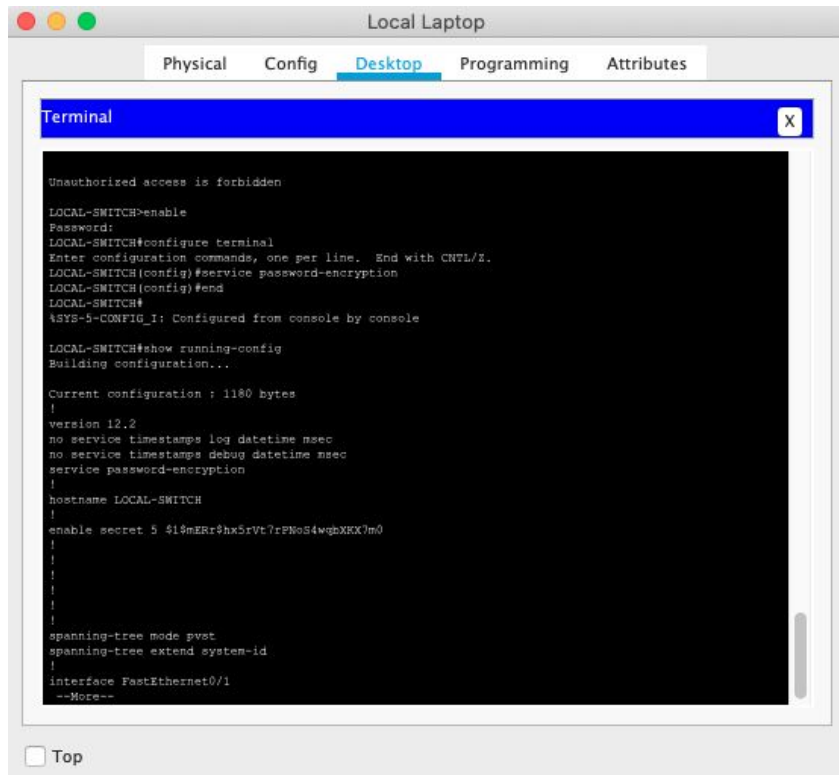 Local Laptop
Physical Config Desktop Programming Attributes
Terminal
X
Unauthorized access is forbidden
LOCAL-SWITCH>enable
Password:
LOCAL-SWITCH#configure terminal
Enter configuration commands, one per line.  End with CNTL/Z.
LOCAL-SWITCH(config)#service password-encryption
LOCAL-SWITCH(config)#end
LOCAL-SWITCH#
%SYS-5-CONFIG_I: Configured from console by console
LOCAL-SWITCH#show running-config
Building configuration...
Current configuration : 1180 bytes
!
version 12.2
no service timestamps log datetime msec
no service timestamps debug datetime msec
service password-encryption
!
hostname LOCAL-SWITCH
!
enable secret 5 $1$mERr$hx5rVt7rPNoS4wqbXKX7m0
!
!
!
!
!
!
spanning-tree mode pvst
spanning-tree extend system-id
!
interface FastEthernet0/1
--More--
Top